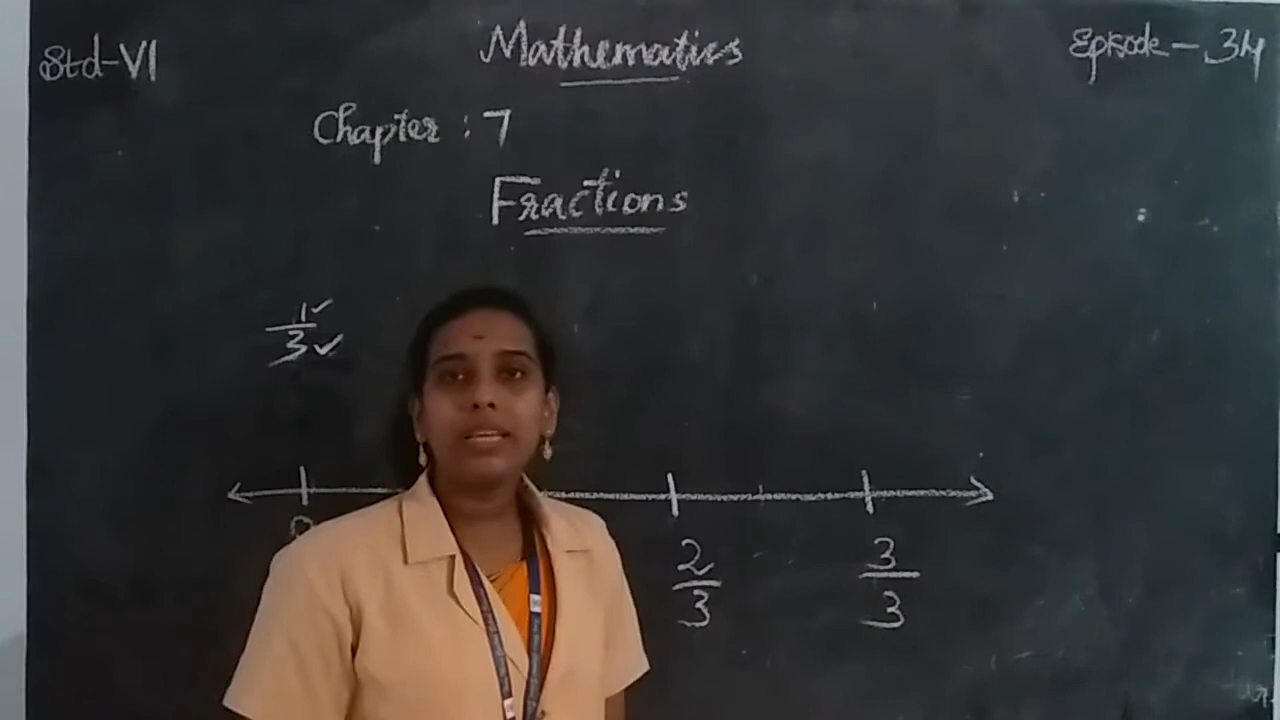 Std-VI
Mathematics
Episode - 34
Chapter : 7
Fractions
1
3
2
3
3
3